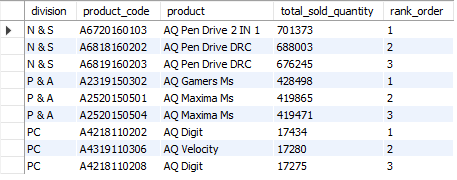 division product_code product total_sold_quantity rank_order
N & S A6720160103 AQ Pen Drive 2 IN 1 701373 1
N & S A6818160202 AQ Pen Drive DRC 688003 2
N & S A6819160203 AQ Pen Drive DRC 676245 3
P & A A2319150302 AQ Gamers Ms 428498 1
P & A A2520150501 AQ Maxima Ms 419865 2
P & A A2520150504 AQ Maxima Ms 419471 3
PC A4218110202 AQ Digit 17434 1
PC A4319110306 AQ Velocity 17280 2
PC A4218110208 AQ Digit 17275 3